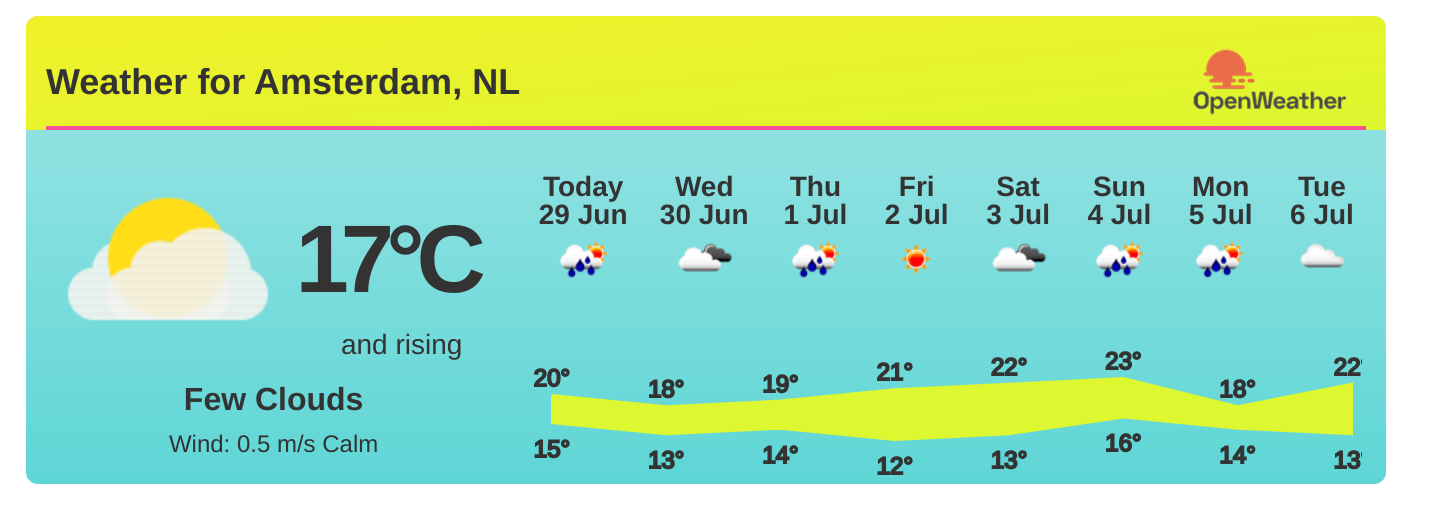 Weather for Amsterdam, NL
OpenWeather
17°C
and rising
Few Clouds
Wind: 0.5 m/s Calm
Today Wed Thu Fri Sat Sun Mon Tue
29 Jun 30 Jun 1 Jul 2 Jul 3 Jul 4 Jul 5 Jul 6 Jul
20° 18° 19° 21° 22° 23° 18° 22°
15° 13° 14° 12° 13° 16° 14° 13